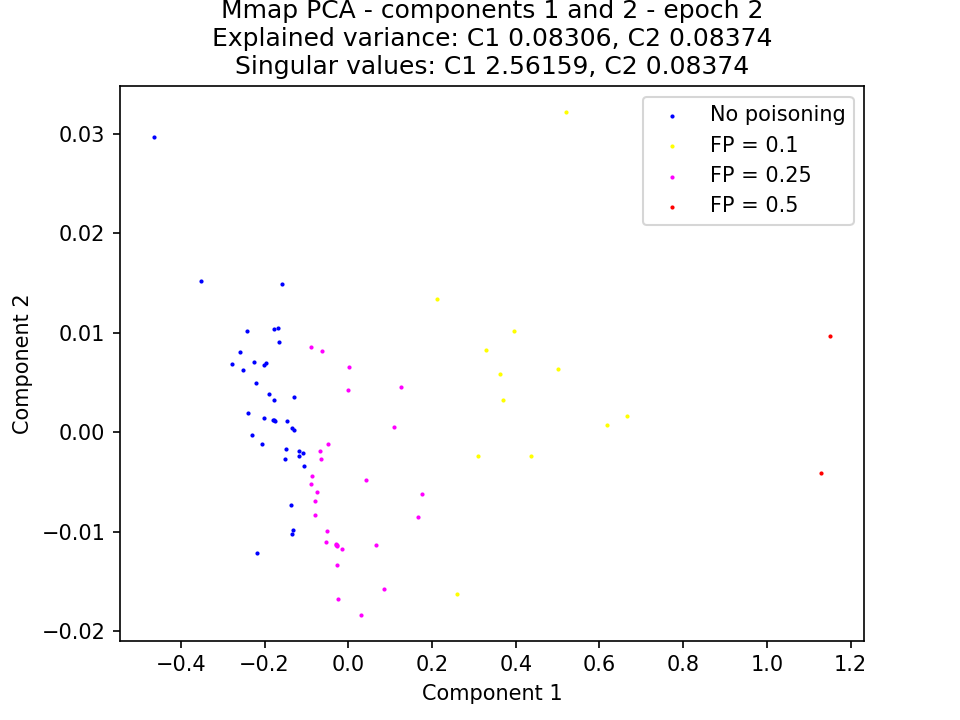 Mmap PCA - components 1 and 2 - epoch 2
Explained variance: C1 0.08306, C2 0.08374
Singular values: C1 2.56159, C2 0.08374
No poisoning
FP = 0.1
FP = 0.25
FP = 0.5
0.03
0.02
0.01
0.00
−0.01
−0.02
Component 2
−0.4 −0.2 0.0 0.2 0.4 0.6 0.8 1.0 1.2
Component 1